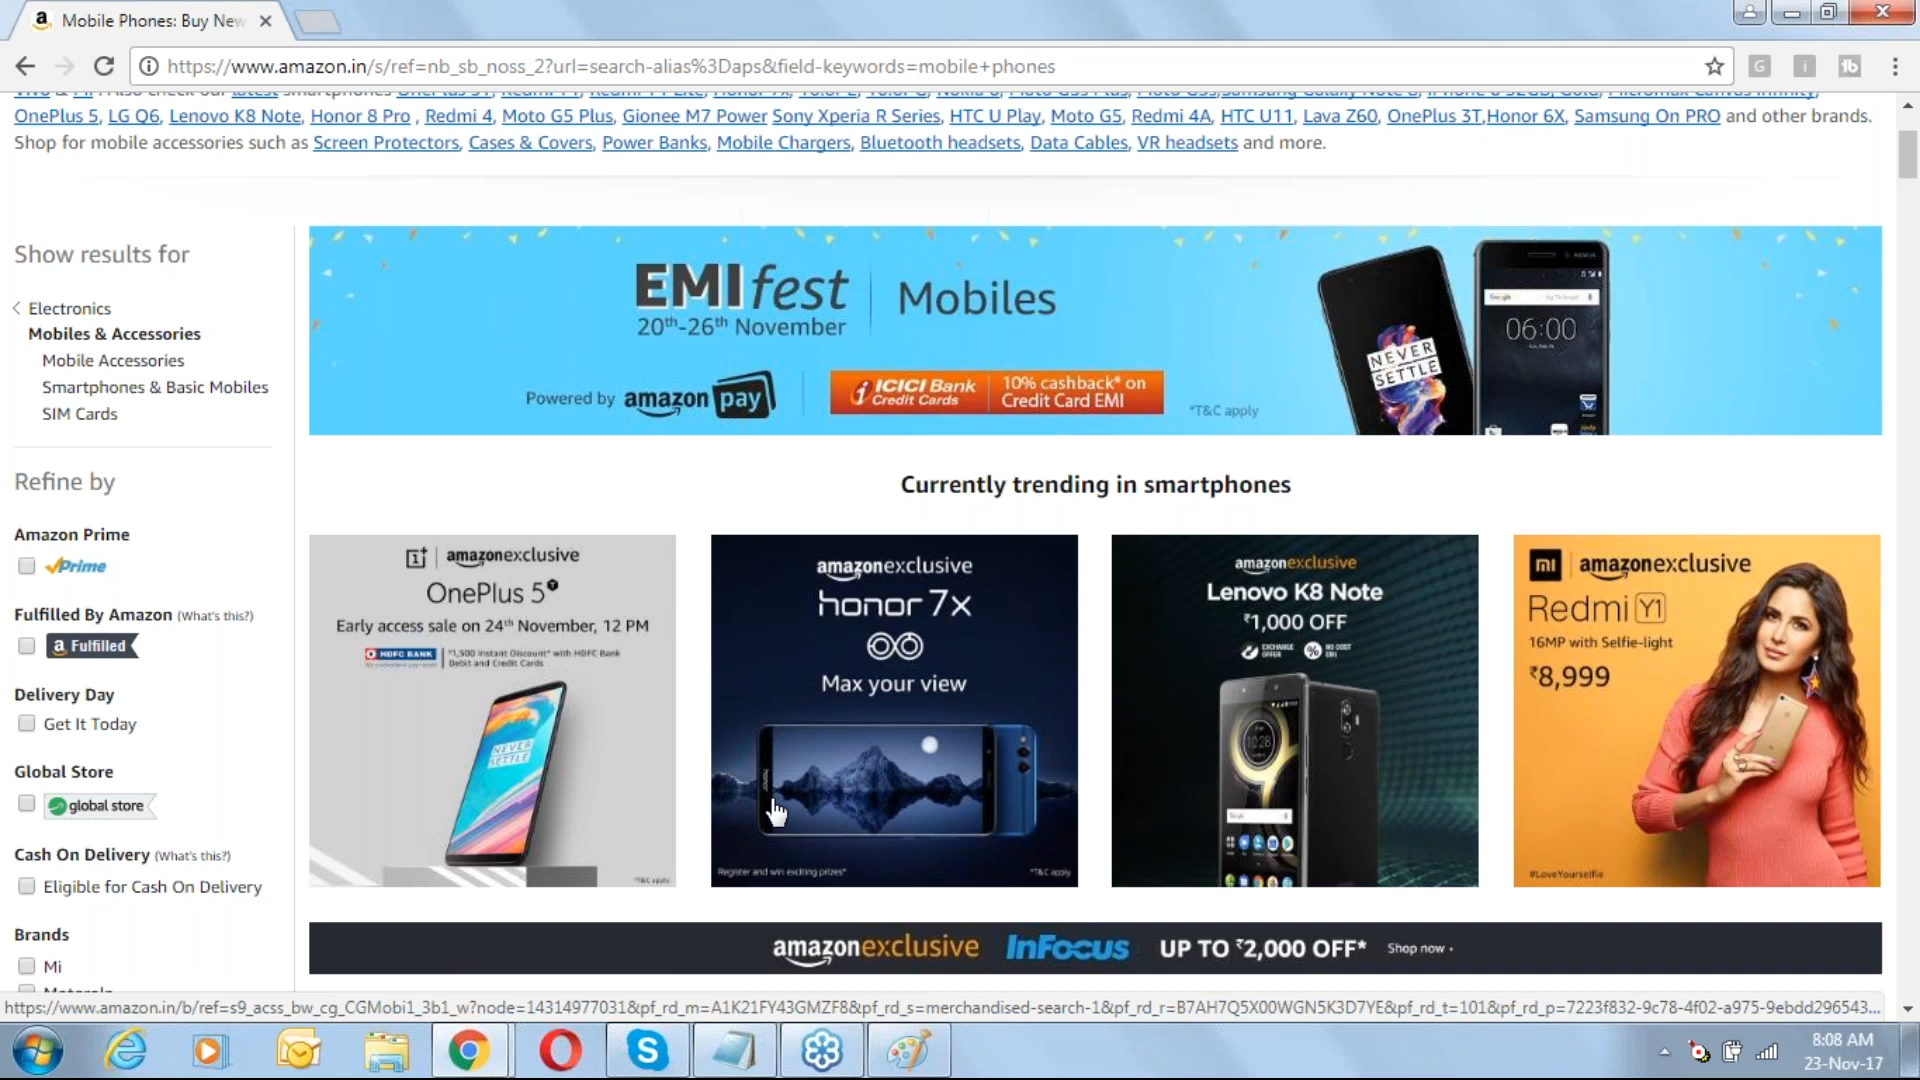 Mobile Phones: Buy New
https://www.amazon.in/s/ref=nb_sb_noss_2?url=search-alias%3Daps&field-keywords=mobile+phones
OnePlus 5, LG Q6, Lenovo K8 Note, Honor 8 Pro , Redmi 4, Moto G5 Plus, Gionee M7 Power Sony Xperia R Series, HTC U Play, Moto G5, Redmi 4A, HTC U11, Lava Z60, OnePlus 3T,Honor 6X, Samsung On PRO and other brands.
Shop for mobile accessories such as Screen Protectors, Cases & Covers, Power Banks, Mobile Chargers, Bluetooth headsets, Data Cables, VR headsets and more.
Show results for
Electronics
Mobiles & Accessories
Mobile Accessories
Smartphones & Basic Mobiles
SIM Cards
Refine by
Amazon Prime
Prime
Fulfilled By Amazon (What's this?)
a Fulfilled
Delivery Day
Get It Today
Global Store
global store
Cash On Delivery (What's this?)
Eligible for Cash On Delivery
Brands
Mi
EMI fest
20th-26th November
Mobiles
Powered by amazon pay
ICICI Bank
Credit Cards
10% cashback* on
Credit Card EMI
*T&C apply
NEVER
SETTLE
06:00
Currently trending in smartphones
amazonexclusive
OnePlus 5T
Early access sale on 24th November, 12 PM
HDFC BANK
*1,500 Instant Discount* with HDFC Bank
Debit and Credit Cards
NEVER
SETTLE
*T&C apply
amazonexclusive
honor 7x
Max your view
honor
Register and win exciting prizes*
*T&C apply
amazonexclusive
Lenovo K8 Note
₹1,000 OFF
EXCHANGE
OFFER
NO COST
EMI
10:28
mi amazonexclusive
Redmi Y1
16MP with Selfie-light
₹8,999
#LoveYourselfie
amazonexclusive InFocus UP TO ₹2,000 OFF* Shop now
https://www.amazon.in/b/ref=s9_acss_bw_cg_CGMobi1_3b1_w?node=14314977031&pf_rd_m=A1K21FY43GMZF8&pf_rd_s=merchandised-search-1&pf_rd_r=B7AH7Q5X00WGN5K3D7YE&pf_rd_t=101&pf_rd_p=7223f832-9c78-4f02-a975-9ebdd296543...
8:08 AM
23-Nov-17